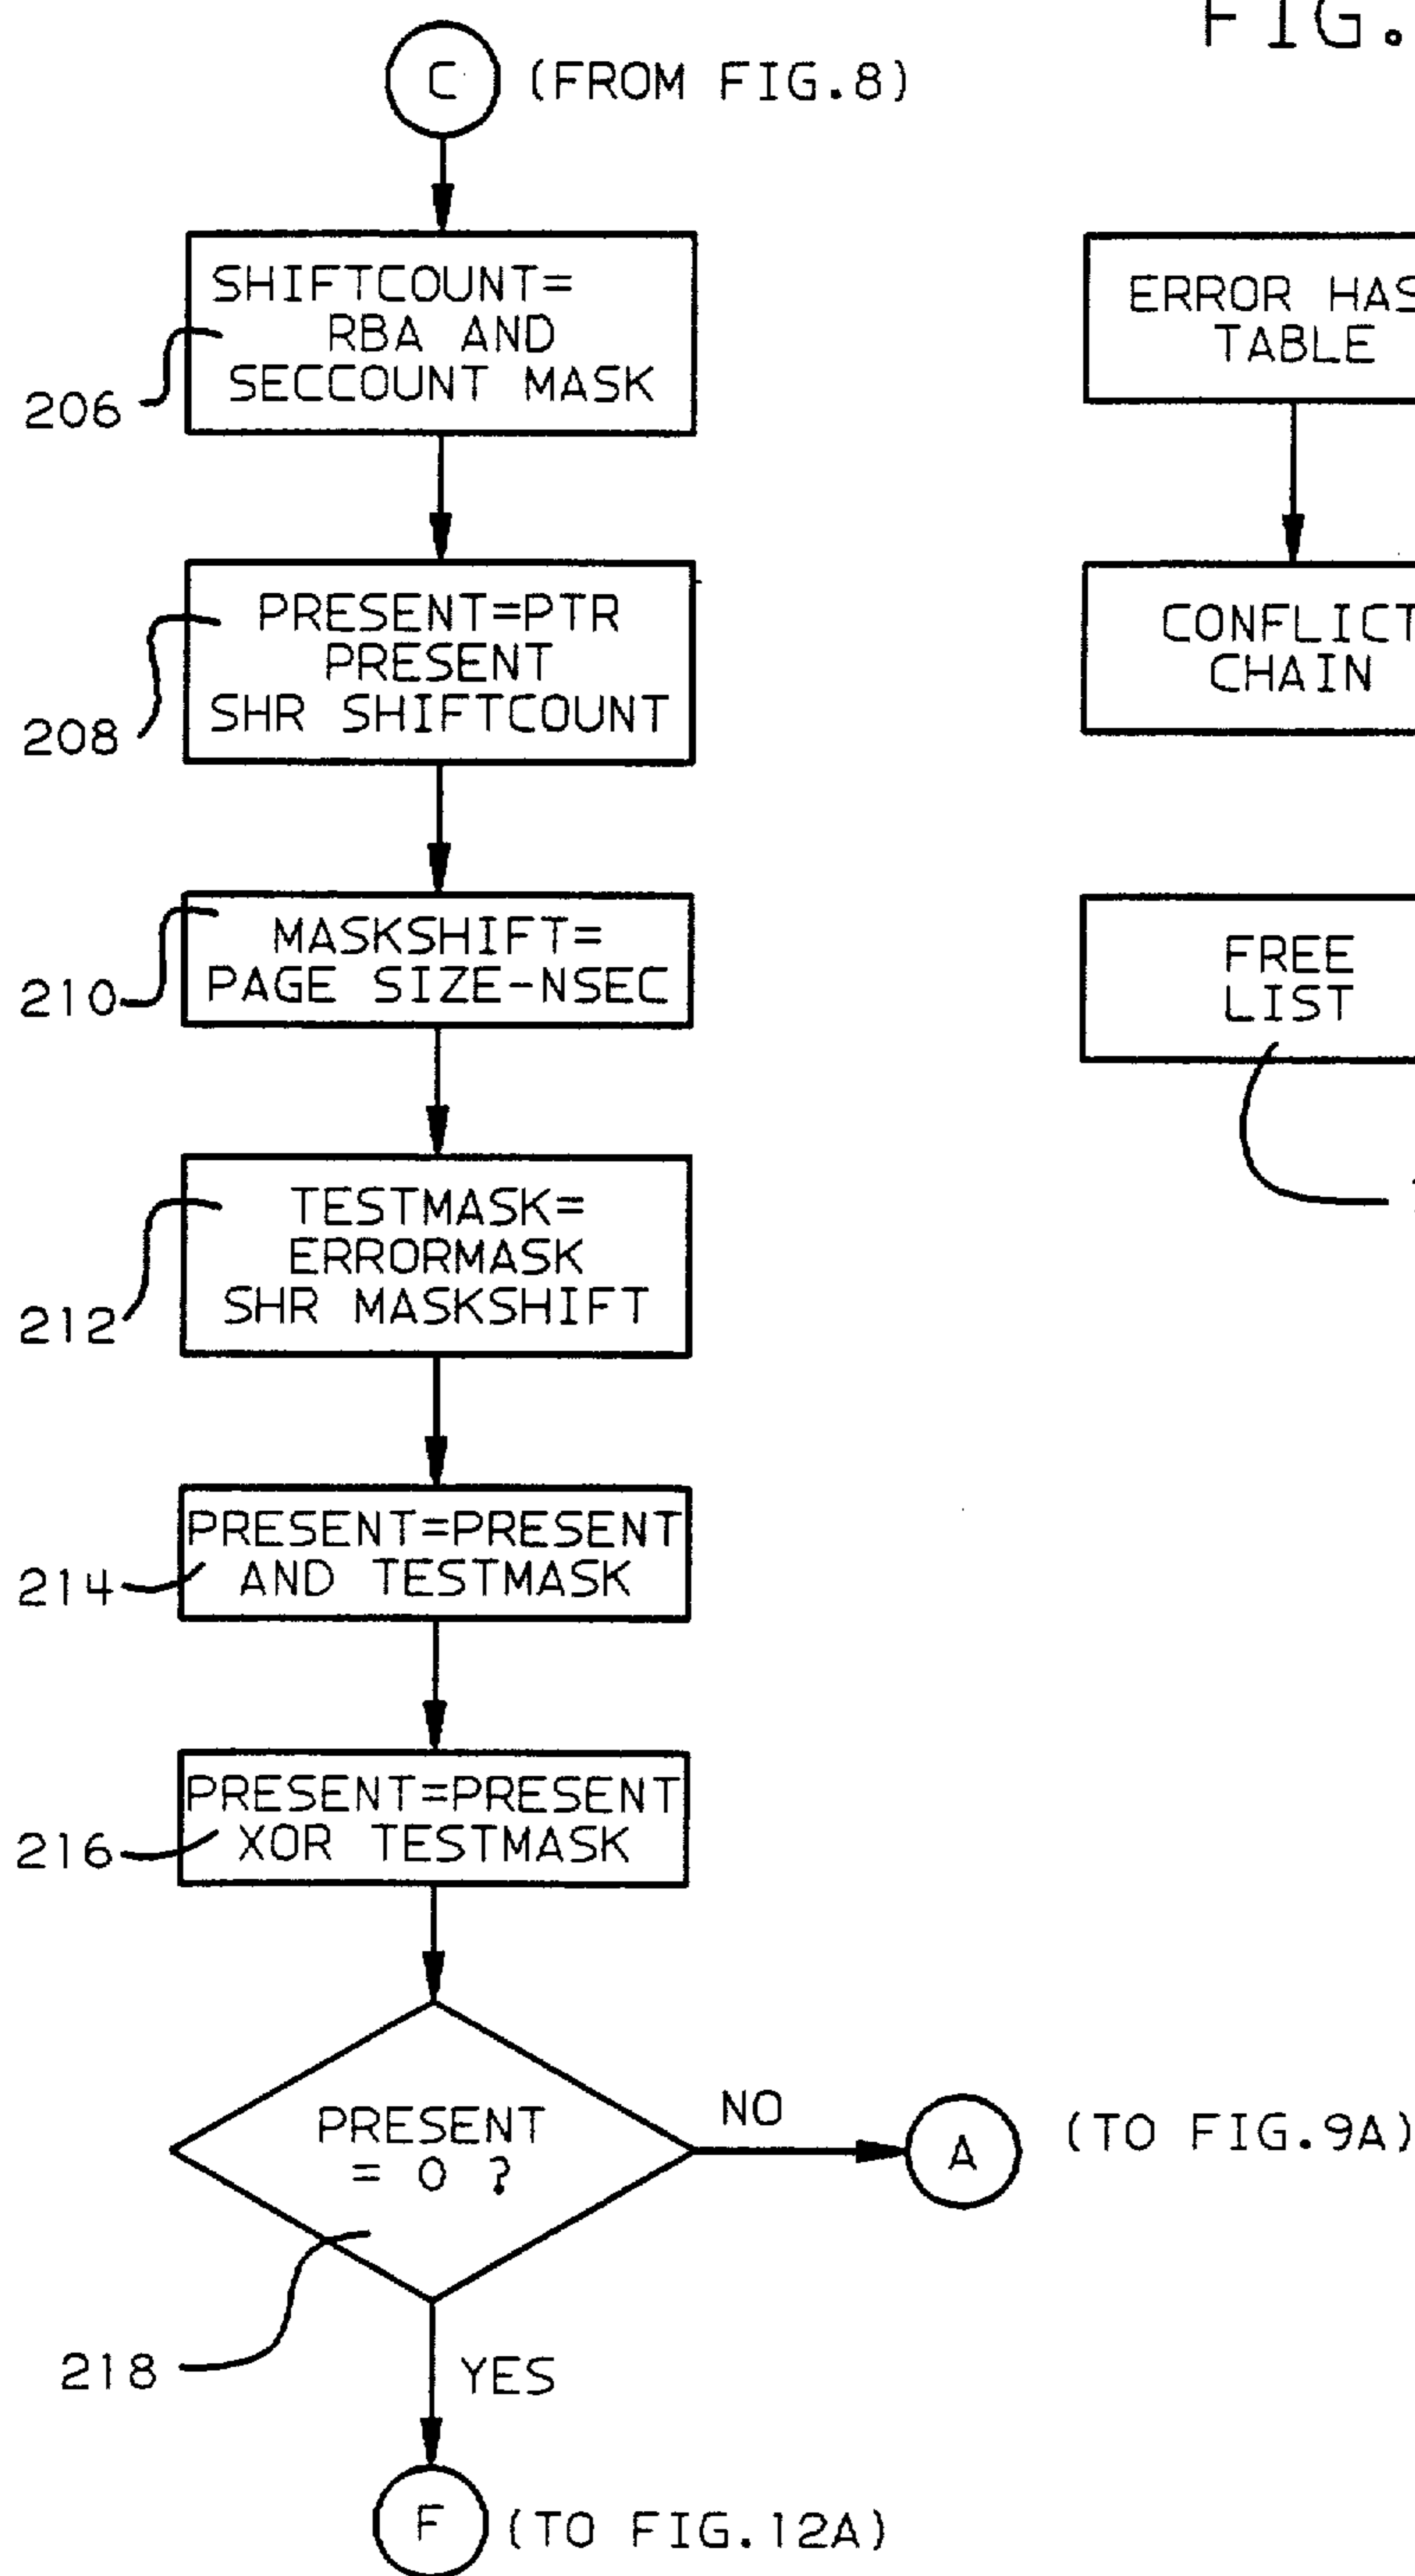 FIG.
C (FROM FIG.8)
SHIFTCOUNT=
RBA AND
SECCOUNT MASK
206
PRESENT=PTR
PRESENT
SHR SHIFTCOUNT
208
MASKSHIFT=
PAGE SIZE-NSEC
210
TESTMASK=
ERRORMASK
SHR MASKSHIFT
212
PRESENT=PRESENT
AND TESTMASK
214
PRESENT=PRESENT
XOR TESTMASK
216
PRESENT
= 0 ?
218
NO
A (TO FIG.9A)
YES
F (TO FIG.12A)
ERROR HAS
TABLE
CONFLICT
CHAIN
FREE
LIST